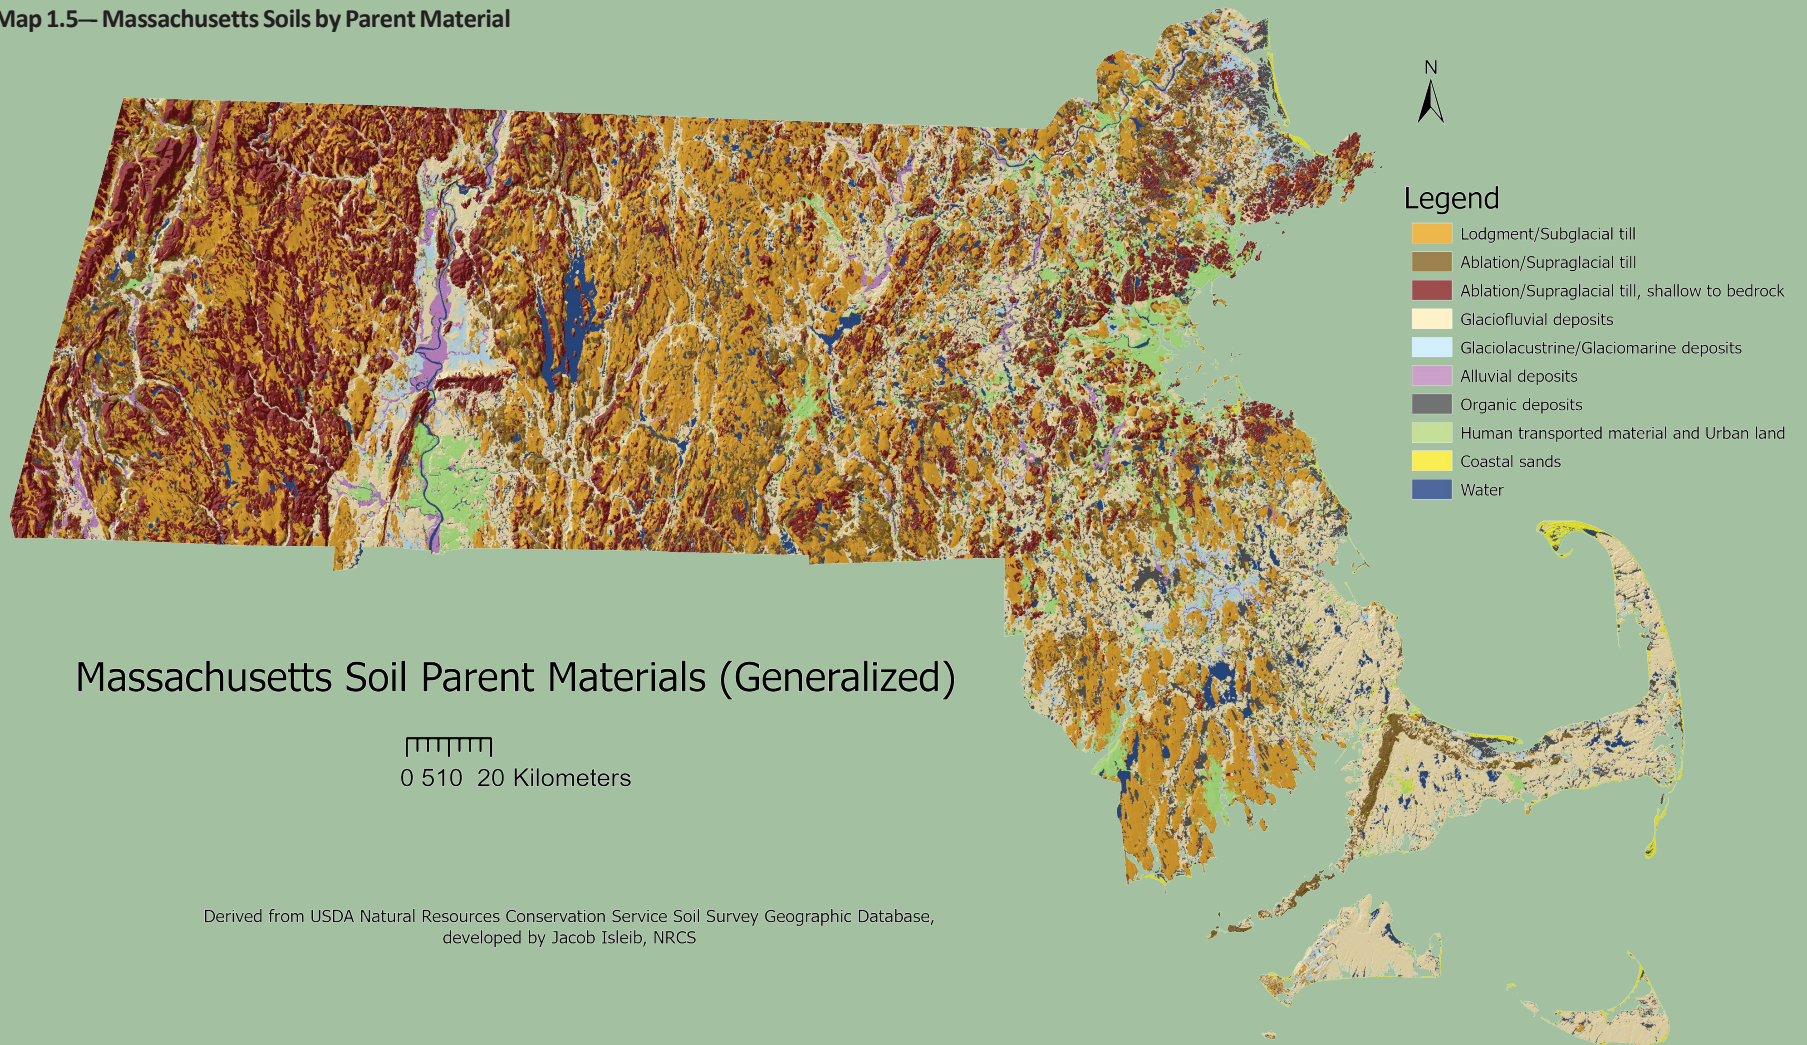 Map 1.5— Massachusetts Soils by Parent Material
N
Legend
Lodgment/Subglacial till
Ablation/Supraglacial till
Ablation/Supraglacial till, shallow to bedrock
Glaciofluvial deposits
Glaciolacustrine/Glaciomarine deposits
Alluvial deposits
Organic deposits
Human transported material and Urban land
Coastal sands
Water
Massachusetts Soil Parent Materials (Generalized)
0 510 20 Kilometers
Derived from USDA Natural Resources Conservation Service Soil Survey Geographic Database,
developed by Jacob Isleib, NRCS